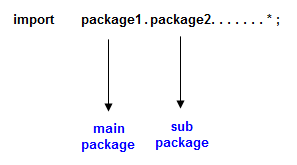 import package1.package2.......*;
main sub
package package